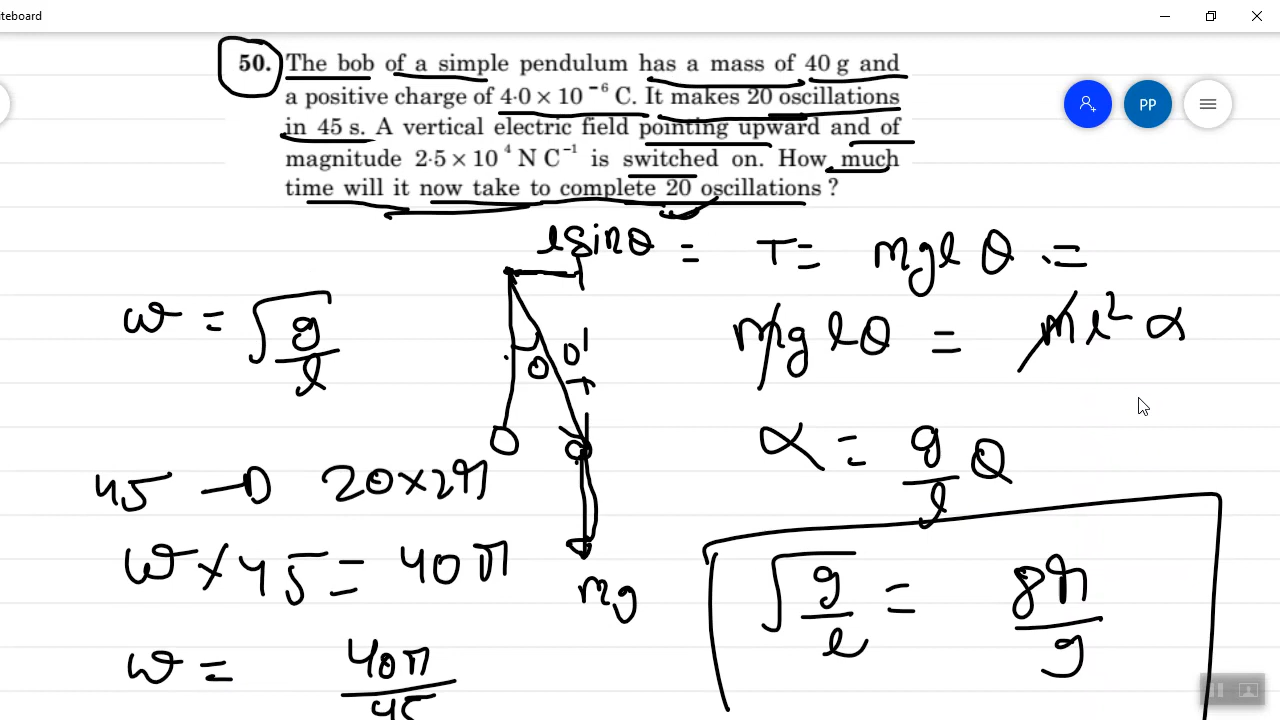 teboard
50. The bob of a simple pendulum has a mass of 40 g and
a positive charge of 4·0 × 10⁻⁶ C. It makes 20 oscillations
in 45 s. A vertical electric field pointing upward and of
magnitude 2·5 × 10⁴ N C⁻¹ is switched on. How much
time will it now take to complete 20 oscillations ?
PP
lsinθ = T = mglθ =
ω = √(g/l)
mglθ = ml²α
θ
α = g/l θ
45 → 20×2π
ω × 45 = 40π
mg
√(g/l) = 8π/9
ω = 40π/45